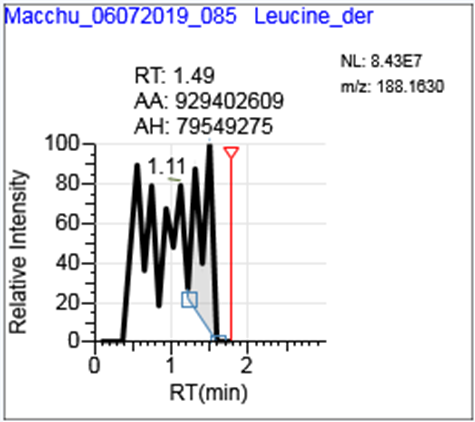 Macchu_06072019_085 Leucine_der
NL: 8.43E7
m/z: 188.1630
RT: 1.49
AA: 929402609
AH: 79549275
1.11
100
80
60
40
20
0
Relative Intensity
0 1 2
RT(min)